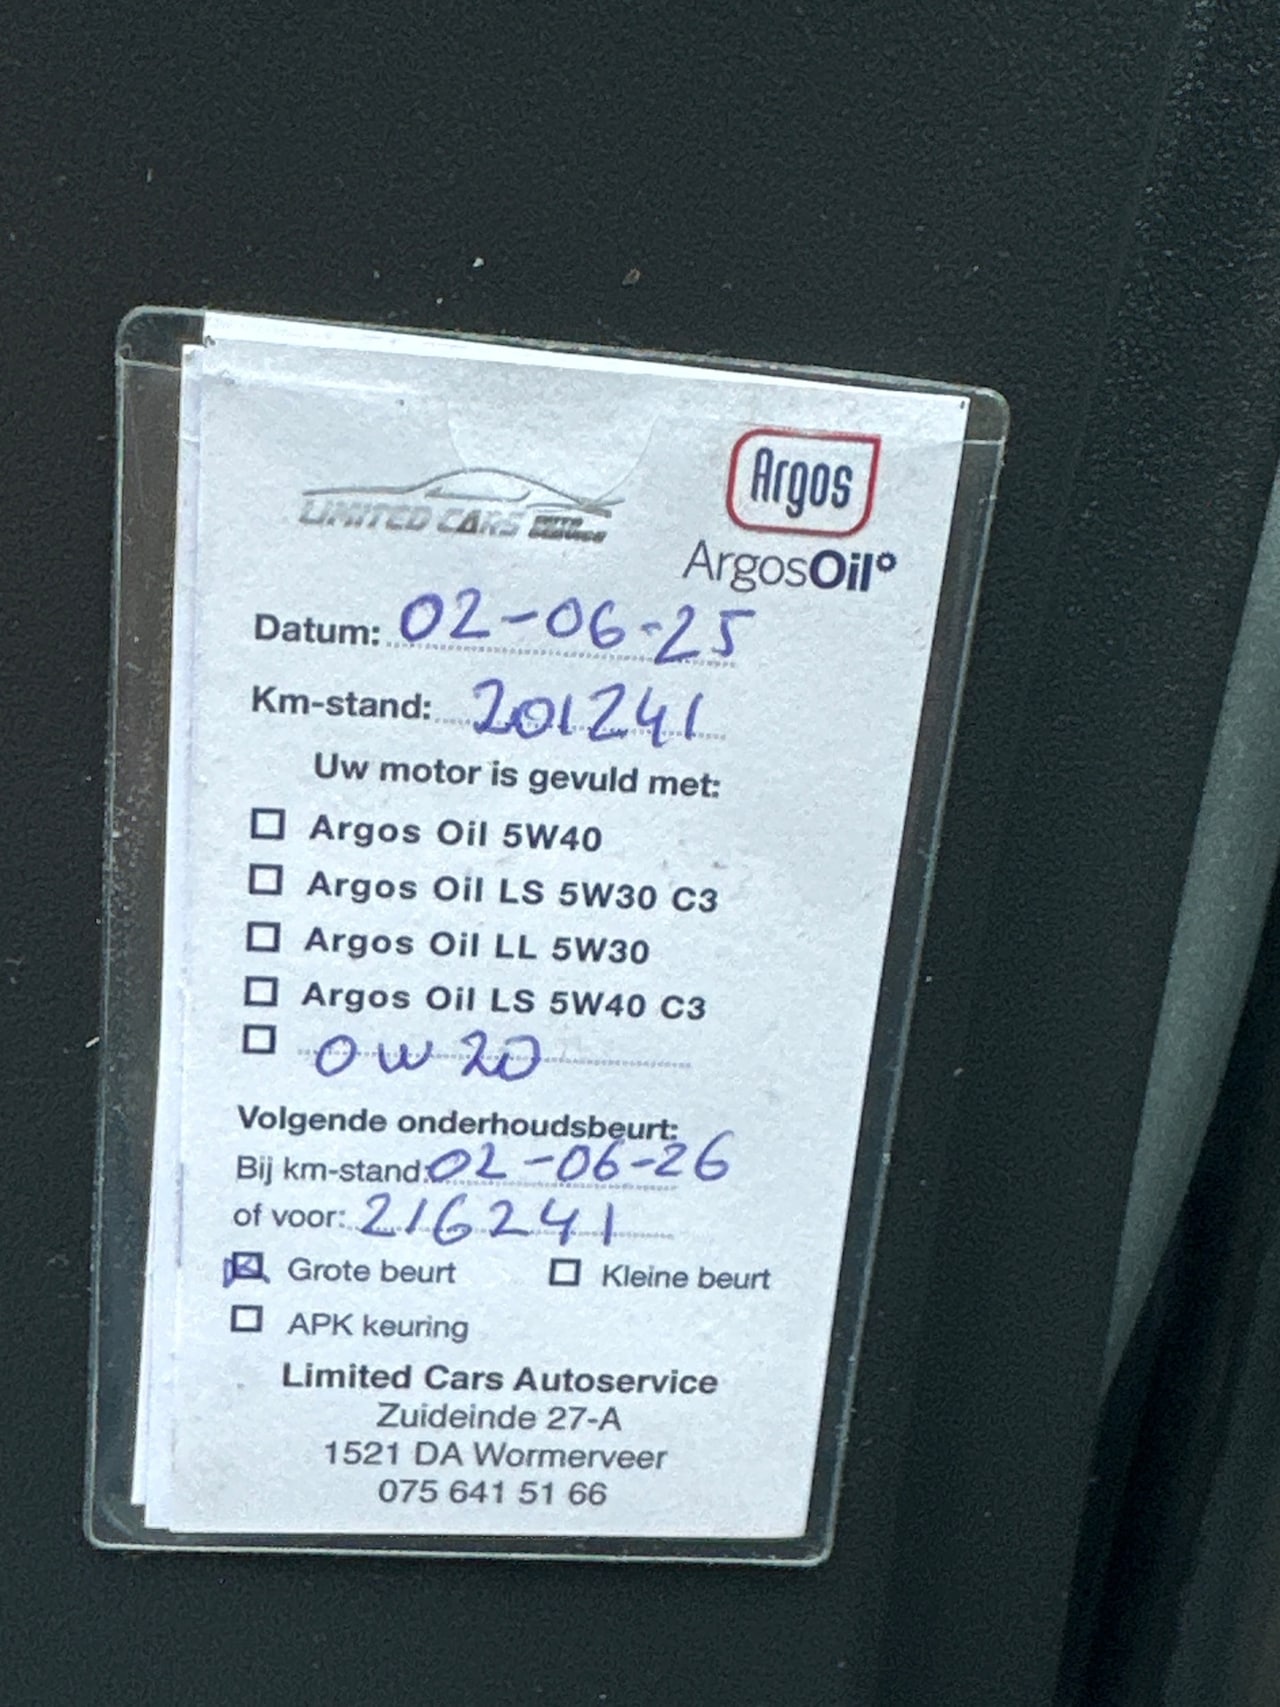 LIMITED CARS AUTO SERVICE
Argos
ArgosOil°
Datum: 02-06-25
Km-stand: 201241
Uw motor is gevuld met:
☐ Argos Oil 5W40
☐ Argos Oil LS 5W30 C3
☐ Argos Oil LL 5W30
☐ Argos Oil LS 5W40 C3
☐ 0W20
Volgende onderhoudsbeurt:
Bij km-stand: 02-06-26
of voor: 216241
☒ Grote beurt ☐ Kleine beurt
☐ APK keuring
Limited Cars Autoservice
Zuideinde 27-A
1521 DA Wormerveer
075 641 51 66